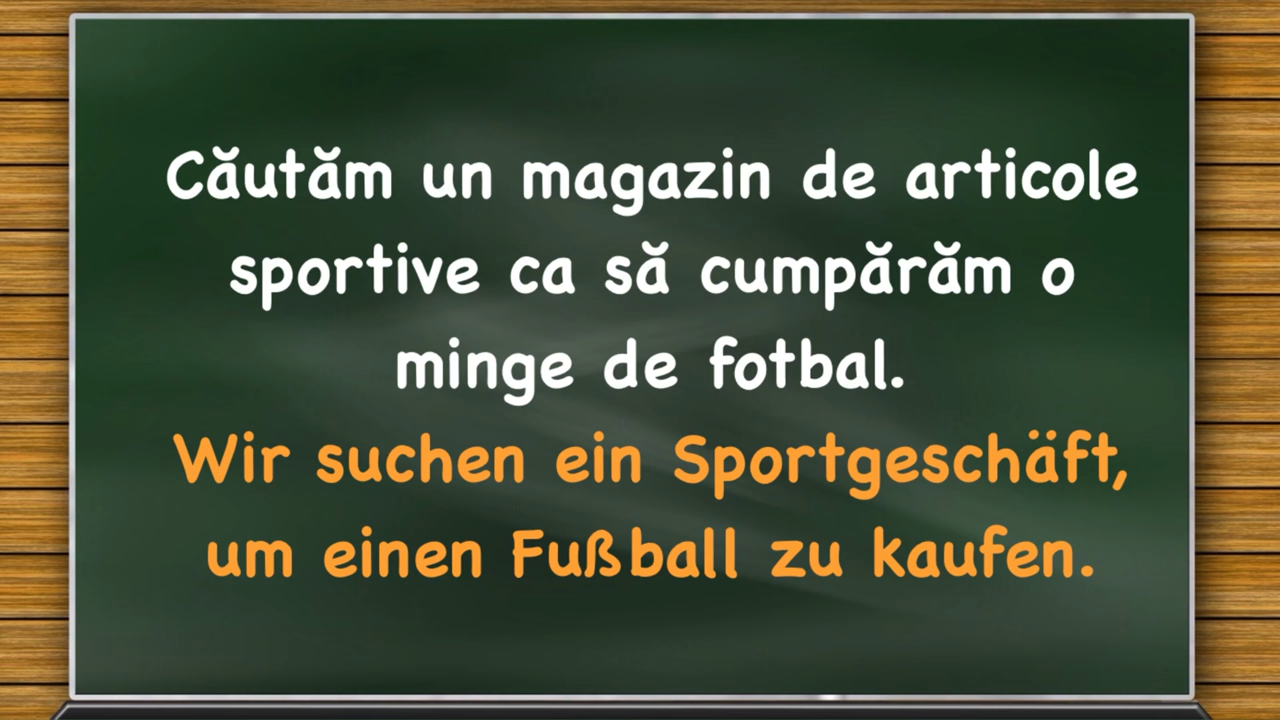 Căutăm un magazin de articole
sportive ca să cumpărăm o
minge de fotbal.
Wir suchen ein Sportgeschäft,
um einen Fußball zu kaufen.